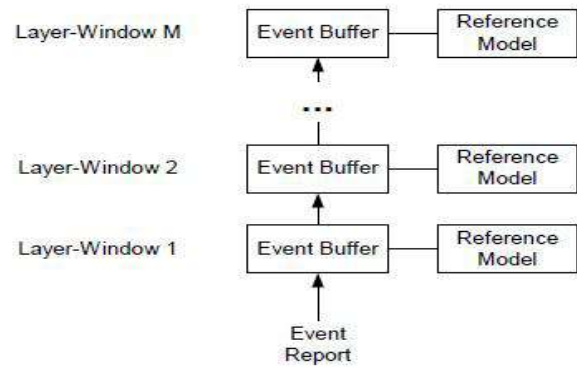 Layer-Window M
Event Buffer
Reference
Model
...
Layer-Window 2
Event Buffer
Reference
Model
Layer-Window 1
Event Buffer
Reference
Model
Event
Report